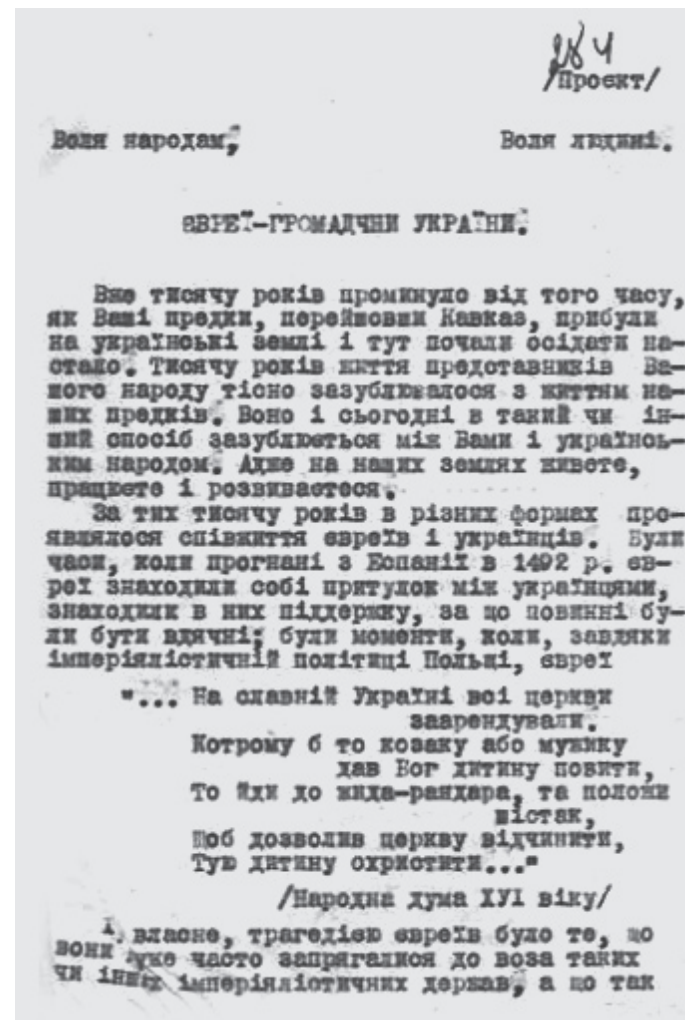 284
/Проєкт/
Воля народам, Воля людині.
ЄВРЕЇ-ГРОМАДЧНИ УКРАЇНИ.
Вже тисячу років проминуло від того часу,
як Ваші предки, перейшовши Кавказ, прибули
на українські землі і тут почали осідати на-
стало. Тисячу років життя представників Ва-
шого народу тісно зазублювалося з життям на-
ших предків. Воно і сьогодні в такий чи ін-
ший спосіб зазублюється між Вами і українсь-
ким народом. Адже на наших землях живете,
працюєте і розвиваєтеся.
За тих тисячу років в різних формах про-
являлося співжиття євреїв і українців. Були
часи, коли прогнані з Еспанії в 1492 р. єв-
реї знаходили собі притулок між українцями,
знаходили в них піддержку, за що повинні бу-
ли бути вдячні; були моменти, коли, завдяки
імперіялістичній політиці Польщі, євреї
"... На славній Україні всі церкви
заарендували.
Котрому б то козаку або мужику
дав Бог дитину повити,
То йди до жида-рандара, та положи
шістак,
Щоб дозволив церкву відчинити,
Тую дитину охристити..."
/Народна дума ХУІ віку/
І, власне, трагедією євреїв було те, що
вони дуже часто запрягалися до воза таких
чи інших імперіялістичних держав, а що так